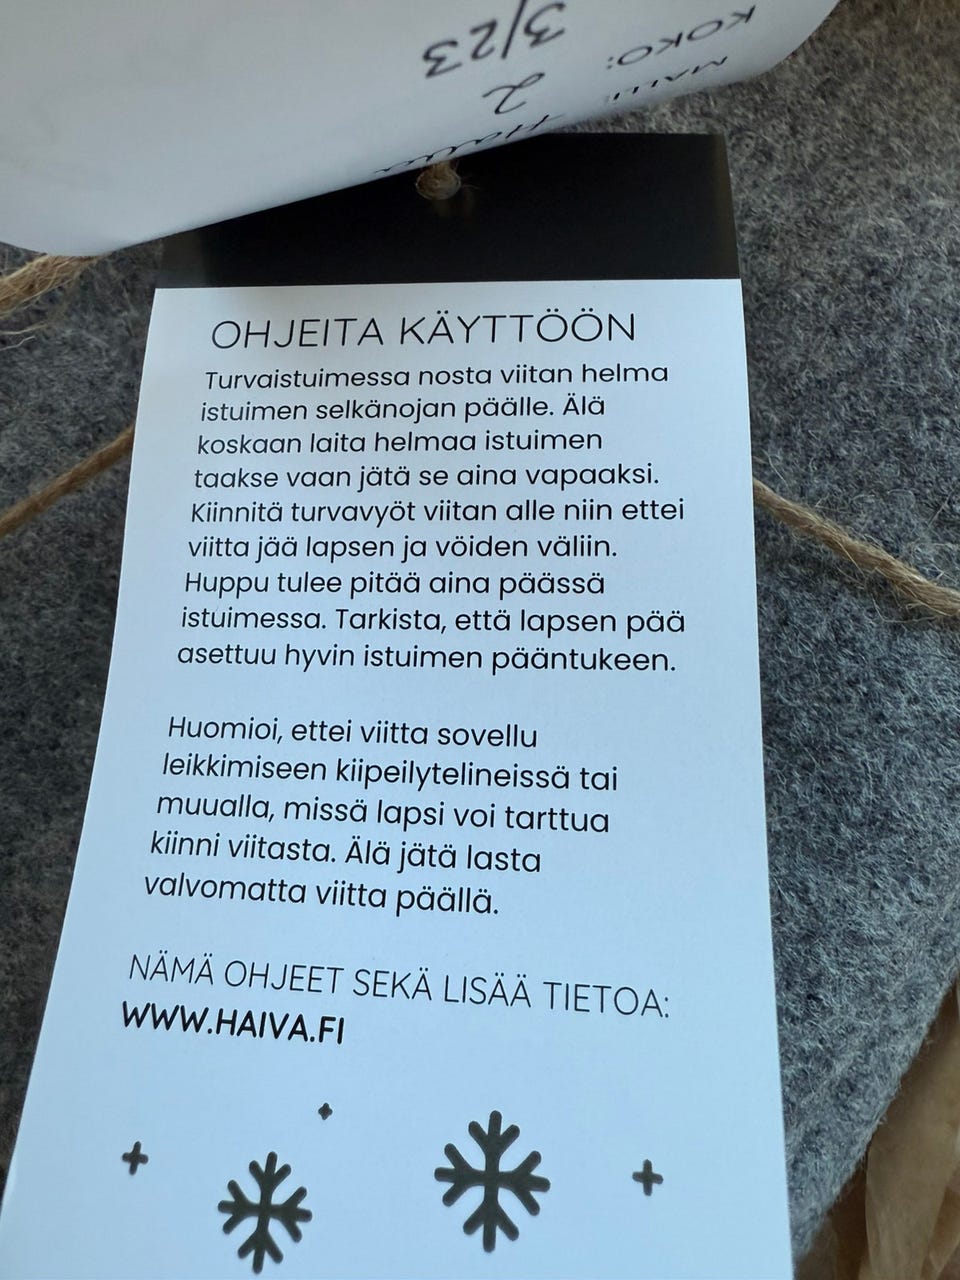 3/23
2
KOKO:
MALLI:
OHJEITA KÄYTTÖÖN
Turvaistuimessa nosta viitan helma
istuimen selkänojan päälle. Älä
koskaan laita helmaa istuimen
taakse vaan jätä se aina vapaaksi.
Kiinnitä turvavyöt viitan alle niin ettei
viitta jää lapsen ja vöiden väliin.
Huppu tulee pitää aina päässä
istuimessa. Tarkista, että lapsen pää
asettuu hyvin istuimen pääntukeen.
Huomioi, ettei viitta sovellu
leikkimiseen kiipeilytelineissä tai
muualla, missä lapsi voi tarttua
kiinni viitasta. Älä jätä lasta
valvomatta viitta päällä.
NÄMÄ OHJEET SEKÄ LISÄÄ TIETOA:
WWW.HAIVA.FI